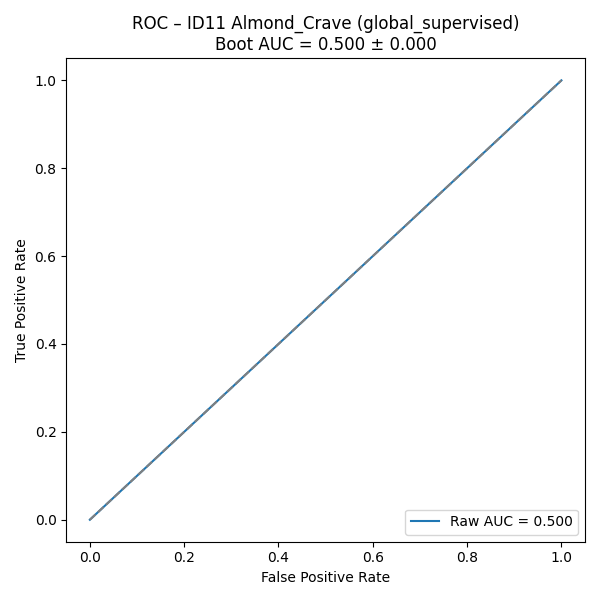 ROC – ID11 Almond_Crave (global_supervised)
Boot AUC = 0.500 ± 0.000
True Positive Rate
1.0
0.8
0.6
0.4
0.2
0.0
Raw AUC = 0.500
0.0 0.2 0.4 0.6 0.8 1.0
False Positive Rate